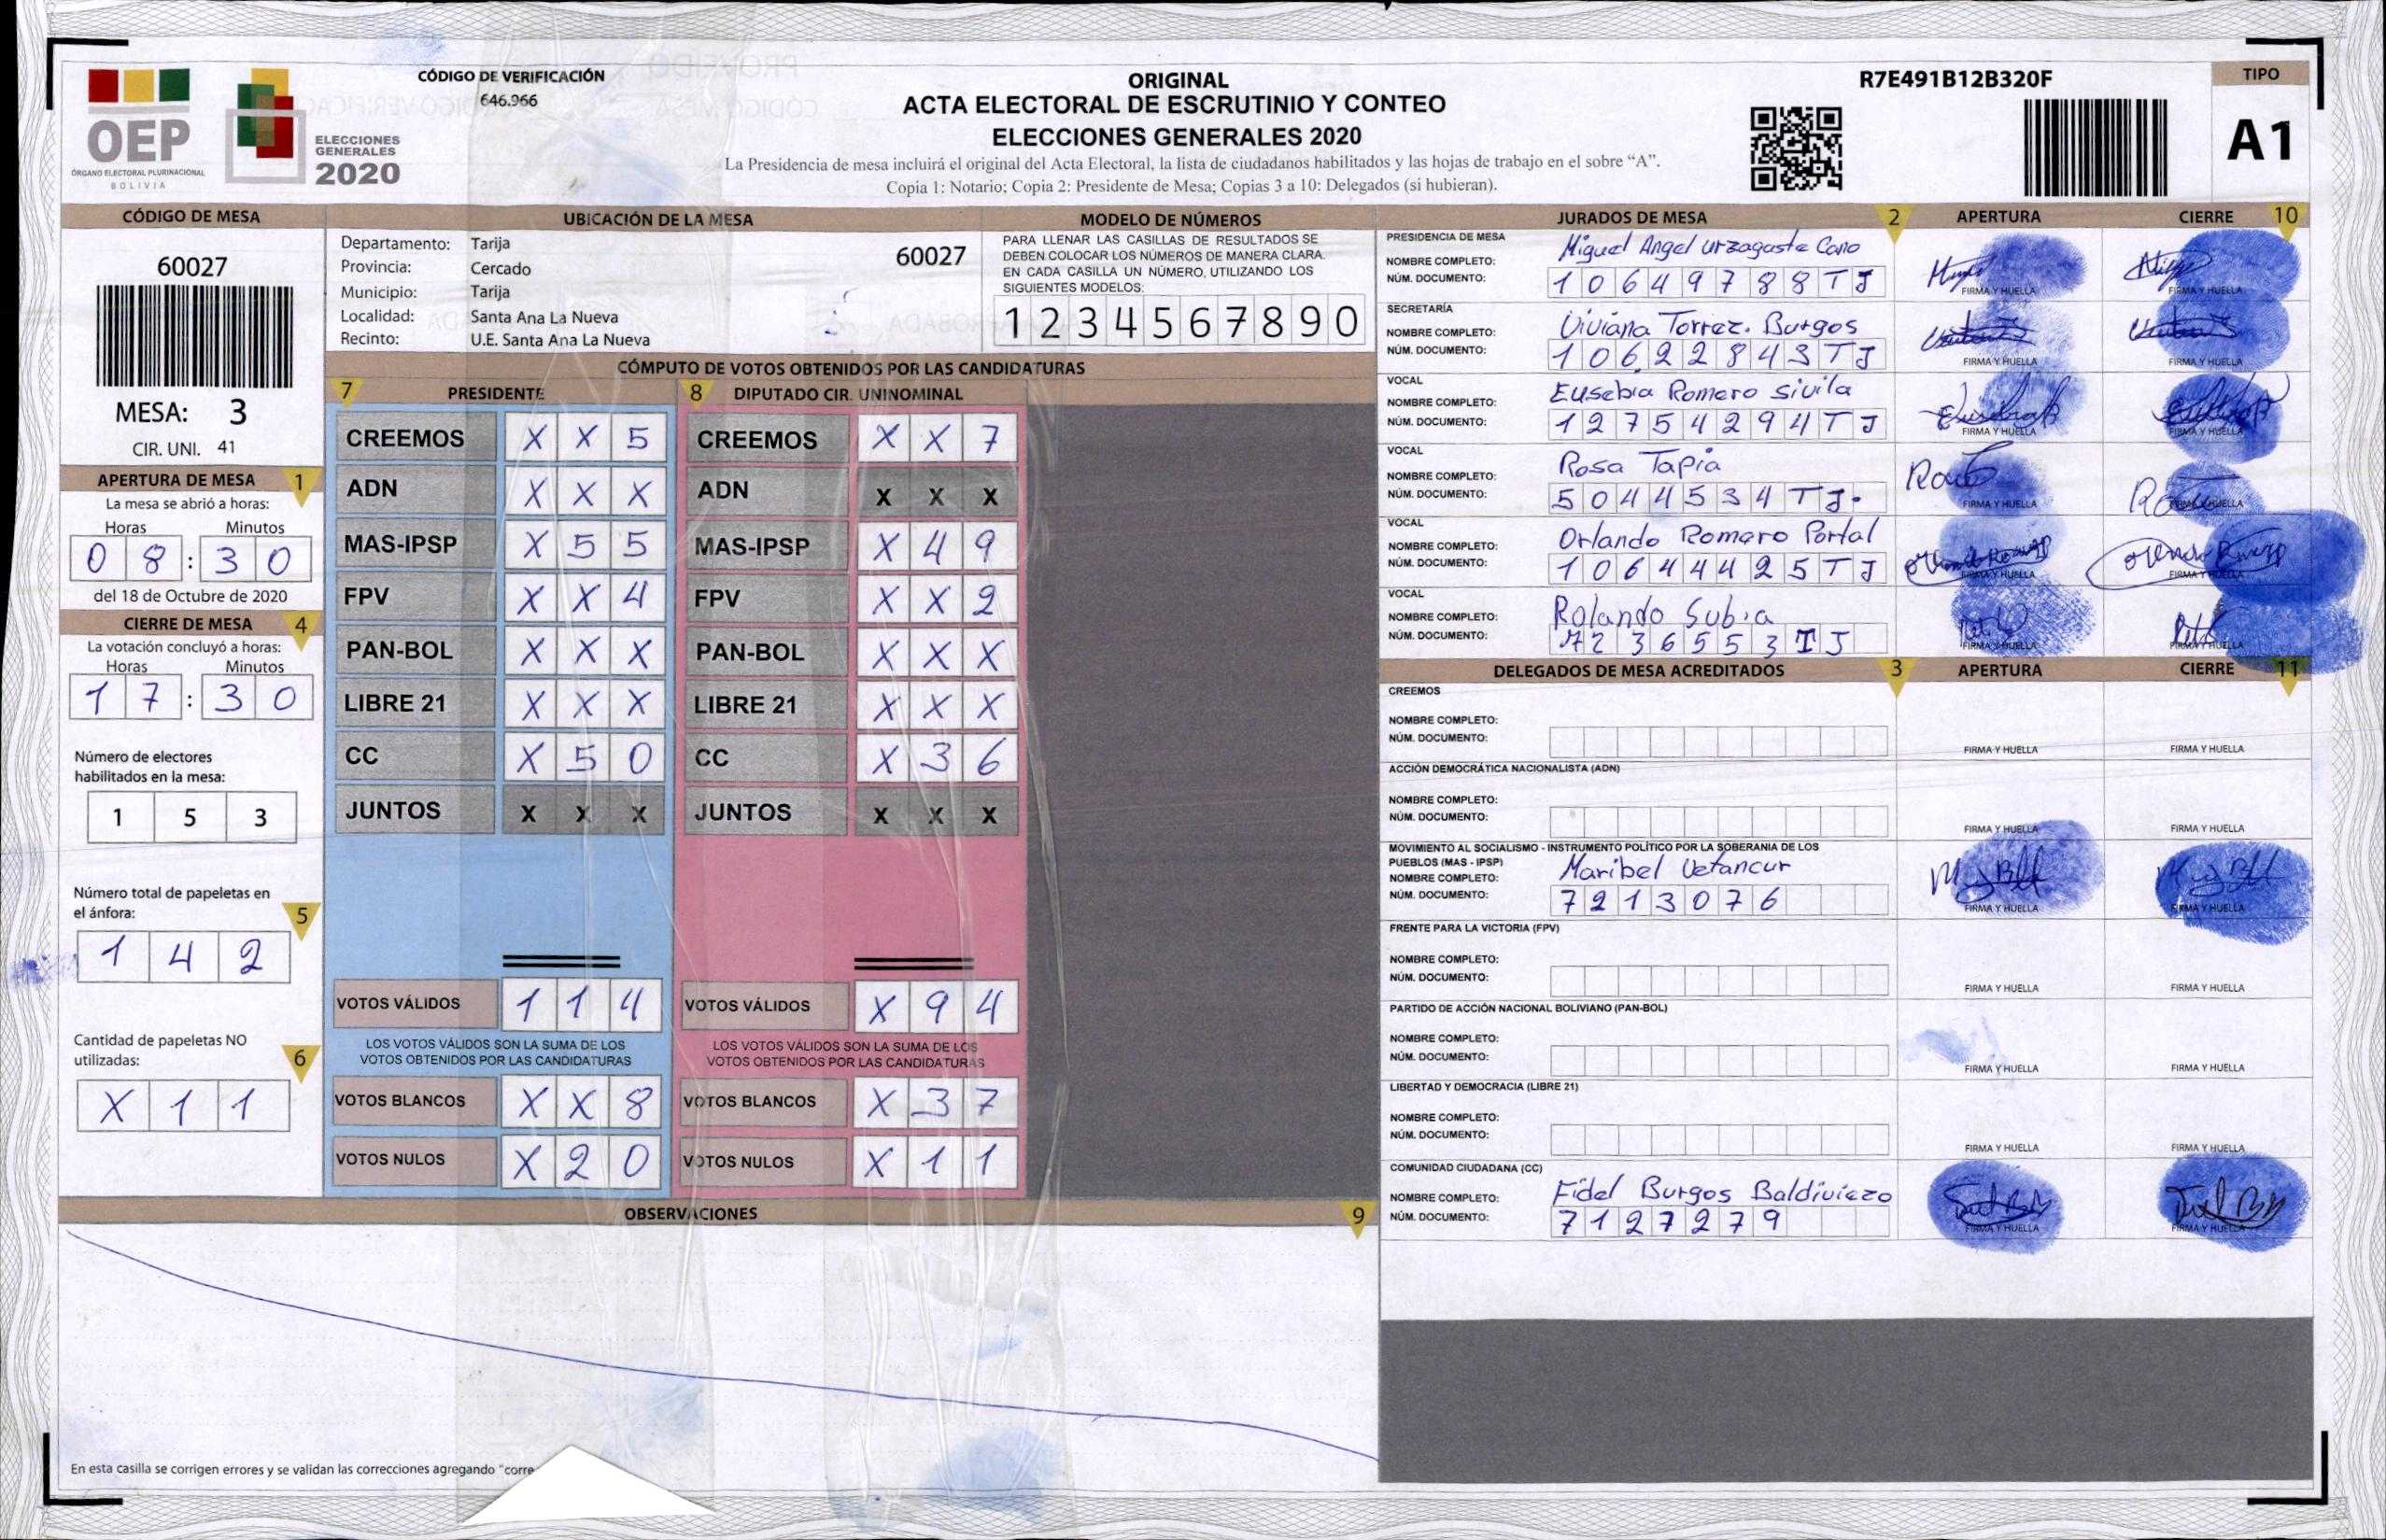 CÓDIGO DE VERIFICACIÓN
646.966
OEP
ÓRGANO ELECTORAL PLURINACIONAL
BOLIVIA
ELECCIONES
GENERALES
2020
ORIGINAL
ACTA ELECTORAL DE ESCRUTINIO Y CONTEO
ELECCIONES GENERALES 2020
La Presidencia de mesa incluirá el original del Acta Electoral, la lista de ciudadanos habilitados y las hojas de trabajo en el sobre “A”.
Copia 1: Notario; Copia 2: Presidente de Mesa; Copias 3 a 10: Delegados (si hubieran).
R7E491B12B320F
TIPO
A1
CÓDIGO DE MESA
60027
MESA: 3
CIR. UNI. 41
UBICACIÓN DE LA MESA
Departamento: Tarija
Provincia: Cercado
Municipio: Tarija
Localidad: Santa Ana La Nueva
Recinto: U.E. Santa Ana La Nueva
60027
MODELO DE NÚMEROS
PARA LLENAR LAS CASILLAS DE RESULTADOS SE
DEBEN COLOCAR LOS NÚMEROS DE MANERA CLARA.
EN CADA CASILLA UN NÚMERO, UTILIZANDO LOS
SIGUIENTES MODELOS:
1 2 3 4 5 6 7 8 9 0
APERTURA DE MESA 1
La mesa se abrió a horas:
Horas Minutos
0 8 : 3 0
del 18 de Octubre de 2020
CIERRE DE MESA 4
La votación concluyó a horas:
Horas Minutos
1 7 : 3 0
Número de electores
habilitados en la mesa:
1 5 3
Número total de papeletas en
el ánfora: 5
1 4 2
Cantidad de papeletas NO
utilizadas: 6
X 1 1
CÓMPUTO DE VOTOS OBTENIDOS POR LAS CANDIDATURAS
7 PRESIDENTE
CREEMOS X X 5
ADN X X X
MAS-IPSP X 5 5
FPV X X 4
PAN-BOL X X X
LIBRE 21 X X X
CC X 5 0
JUNTOS X X X
VOTOS VÁLIDOS 1 1 4
LOS VOTOS VÁLIDOS SON LA SUMA DE LOS
VOTOS OBTENIDOS POR LAS CANDIDATURAS
VOTOS BLANCOS X X 8
VOTOS NULOS X 2 0
8 DIPUTADO CIR. UNINOMINAL
CREEMOS X X 7
ADN X X X
MAS-IPSP X 4 9
FPV X X 2
PAN-BOL X X X
LIBRE 21 X X X
CC X 3 6
JUNTOS X X X
VOTOS VÁLIDOS X 9 4
LOS VOTOS VÁLIDOS SON LA SUMA DE LOS
VOTOS OBTENIDOS POR LAS CANDIDATURAS
VOTOS BLANCOS X 3 7
VOTOS NULOS X 1 1
OBSERVACIONES 9
En esta casilla se corrigen errores y se validan las correcciones agregando "corre
JURADOS DE MESA 2 APERTURA CIERRE 10
PRESIDENCIA DE MESA
NOMBRE COMPLETO: Miguel Angel Urzagaste Cano
NÚM. DOCUMENTO: 1 0 6 4 9 7 8 8 T J
FIRMA Y HUELLA FIRMA Y HUELLA
SECRETARÍA
NOMBRE COMPLETO: Viviana Torrez. Burgos
NÚM. DOCUMENTO: 1 0 6 2 2 8 4 3 T J
FIRMA Y HUELLA FIRMA Y HUELLA
VOCAL
NOMBRE COMPLETO: Eusebia Romero Sivila
NÚM. DOCUMENTO: 1 2 7 5 4 2 9 4 T J
FIRMA Y HUELLA FIRMA Y HUELLA
VOCAL
NOMBRE COMPLETO: Rosa Tapia
NÚM. DOCUMENTO: 5 0 4 4 5 3 4 T J.
FIRMA Y HUELLA FIRMA Y HUELLA
VOCAL
NOMBRE COMPLETO: Orlando Romero Portal
NÚM. DOCUMENTO: 1 0 6 4 4 4 2 5 T J
FIRMA Y HUELLA FIRMA Y HUELLA
VOCAL
NOMBRE COMPLETO: Rolando Subia
NÚM. DOCUMENTO: 7 2 3 6 5 5 3 T J
FIRMA Y HUELLA FIRMA Y HUELLA
DELEGADOS DE MESA ACREDITADOS 3 APERTURA CIERRE 11
CREEMOS
NOMBRE COMPLETO:
NÚM. DOCUMENTO:
FIRMA Y HUELLA FIRMA Y HUELLA
ACCIÓN DEMOCRÁTICA NACIONALISTA (ADN)
NOMBRE COMPLETO:
NÚM. DOCUMENTO:
FIRMA Y HUELLA FIRMA Y HUELLA
MOVIMIENTO AL SOCIALISMO - INSTRUMENTO POLÍTICO POR LA SOBERANIA DE LOS
PUEBLOS (MAS - IPSP)
NOMBRE COMPLETO: Maribel Vetancur
NÚM. DOCUMENTO: 7 2 1 3 0 7 6
FIRMA Y HUELLA FIRMA Y HUELLA
FRENTE PARA LA VICTORIA (FPV)
NOMBRE COMPLETO:
NÚM. DOCUMENTO:
FIRMA Y HUELLA FIRMA Y HUELLA
PARTIDO DE ACCIÓN NACIONAL BOLIVIANO (PAN-BOL)
NOMBRE COMPLETO:
NÚM. DOCUMENTO:
FIRMA Y HUELLA FIRMA Y HUELLA
LIBERTAD Y DEMOCRACIA (LIBRE 21)
NOMBRE COMPLETO:
NÚM. DOCUMENTO:
FIRMA Y HUELLA FIRMA Y HUELLA
COMUNIDAD CIUDADANA (CC)
NOMBRE COMPLETO: Fidel Burgos Baldiviezo
NÚM. DOCUMENTO: 7 1 2 7 2 7 9
FIRMA Y HUELLA FIRMA Y HUELLA